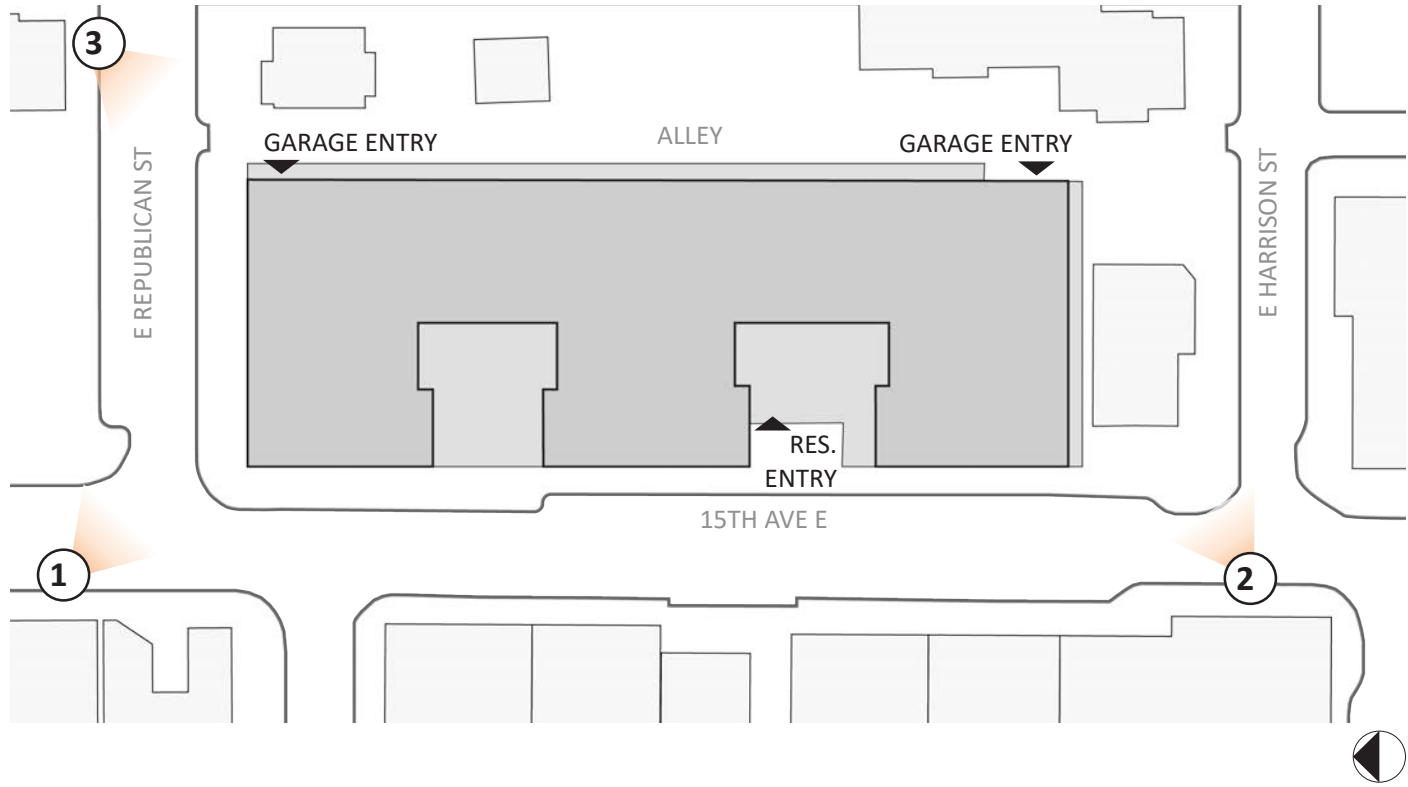 3
GARAGE ENTRY
ALLEY
GARAGE ENTRY
E REPUBLICAN ST
E HARRISON ST
RES.
ENTRY
15TH AVE E
1
2